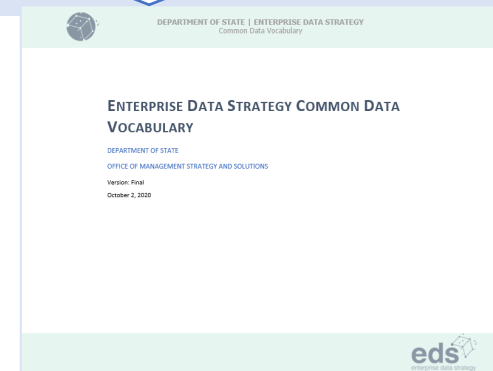 DEPARTMENT OF STATE | ENTERPRISE DATA STRATEGY
Common Data Vocabulary
ENTERPRISE DATA STRATEGY COMMON DATA
VOCABULARY
DEPARTMENT OF STATE
OFFICE OF MANAGEMENT STRATEGY AND SOLUTIONS
Version: Final
October 2, 2020
eds
enterprise data strategy